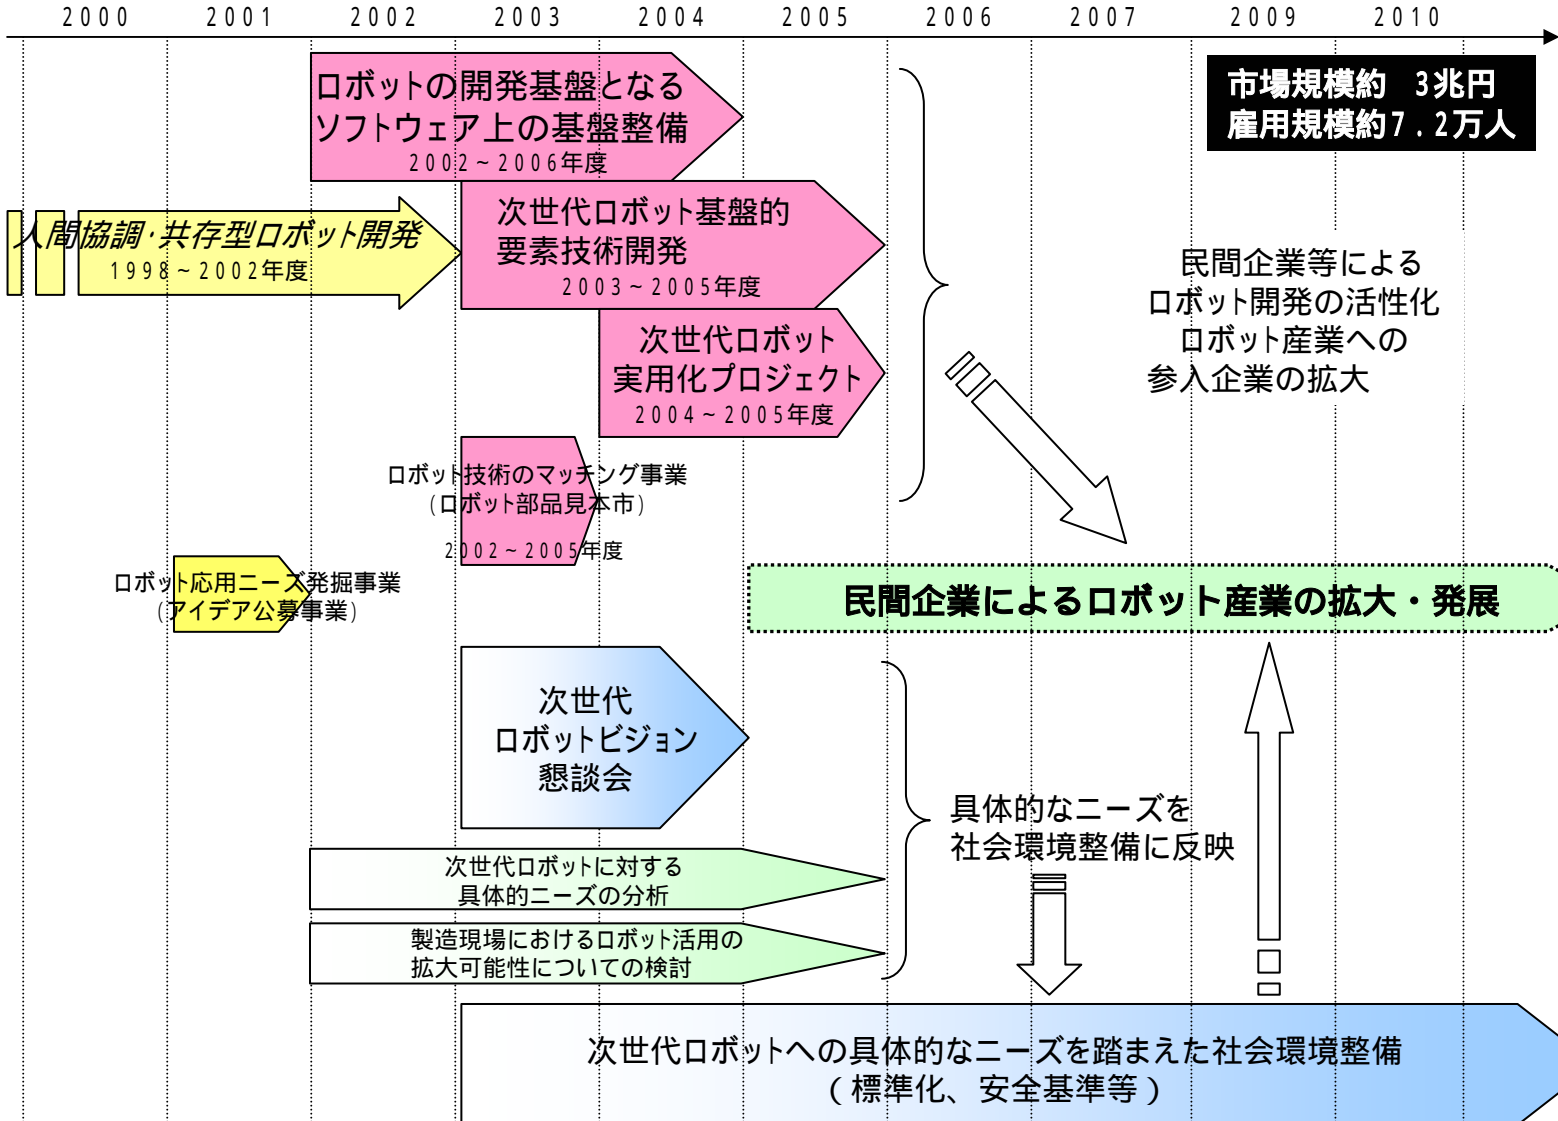 2000 2001 2002 2003 2004 2005 2006 2007 2009 2010
市場規模約 3兆円
雇用規模約7.2万人
ロボットの開発基盤となる
ソフトウェア上の基盤整備
2002~2006年度
人間協調・共存型ロボット開発
1998~2002年度
次世代ロボット基盤的
要素技術開発
2003~2005年度
民間企業等による
ロボット開発の活性化
ロボット産業への
参入企業の拡大
次世代ロボット
実用化プロジェクト
2004~2005年度
ロボット技術のマッチング事業
(ロボット部品見本市)
2002~2005年度
ロボット応用ニーズ発掘事業
(アイデア公募事業)
民間企業によるロボット産業の拡大・発展
次世代
ロボットビジョン
懇談会
具体的なニーズを
社会環境整備に反映
次世代ロボットに対する
具体的ニーズの分析
製造現場におけるロボット活用の
拡大可能性についての検討
次世代ロボットへの具体的なニーズを踏まえた社会環境整備
(標準化、安全基準等)